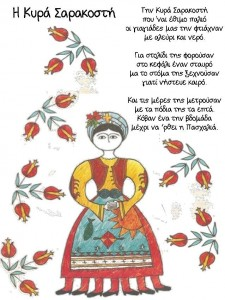 Η Κυρά Σαρακοστή
Την Κυρά Σαρακοστή
που 'ναι έθιμο παλιό
οι γιαγιάδες μας την φτιάχναν
με αλεύρι και νερό.
Για στολίδι της φορούσαν
στο κεφάλι έναν σταυρό
μα το στόμα της ξεχνούσαν
γιατί νήστευε καιρό.
Και τις μέρες της μετρούσαν
με τα πόδια της τα επτά
Κόβαν ένα την βδομάδα
μέχρι να 'ρθει η Πασχαλιά.